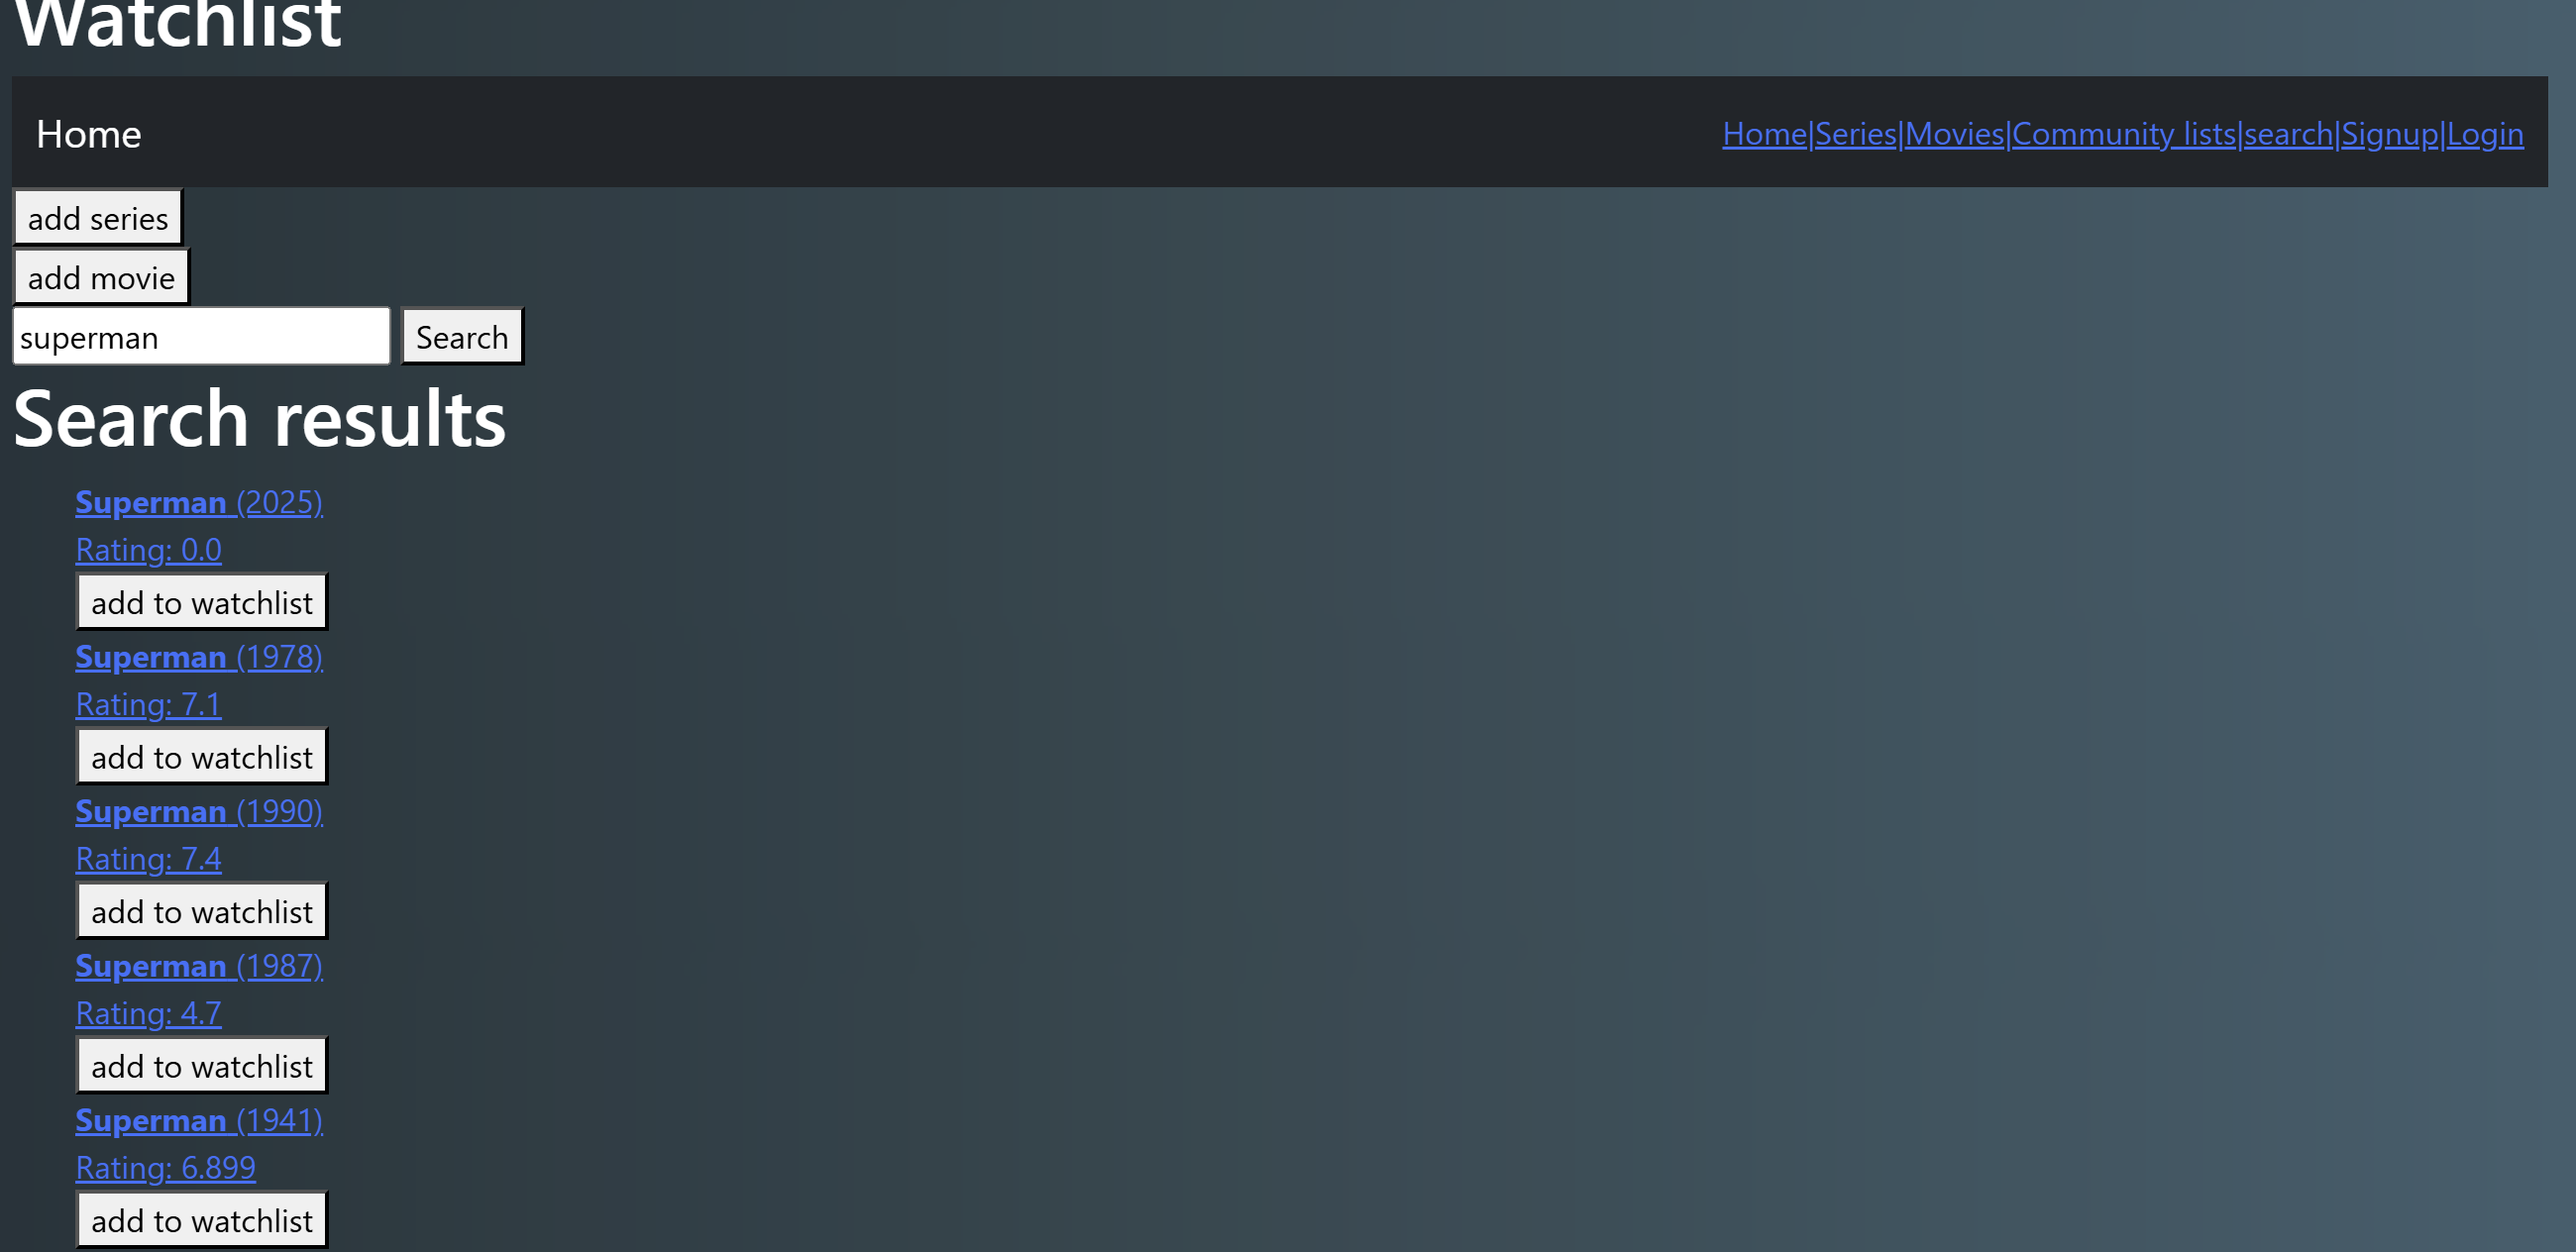 Watchlist
Home
Home|Series|Movies|Community lists|search|Signup|Login
add series
add movie
superman Search
Search results
Superman (2025)
Rating: 0.0
add to watchlist
Superman (1978)
Rating: 7.1
add to watchlist
Superman (1990)
Rating: 7.4
add to watchlist
Superman (1987)
Rating: 4.7
add to watchlist
Superman (1941)
Rating: 6.899
add to watchlist